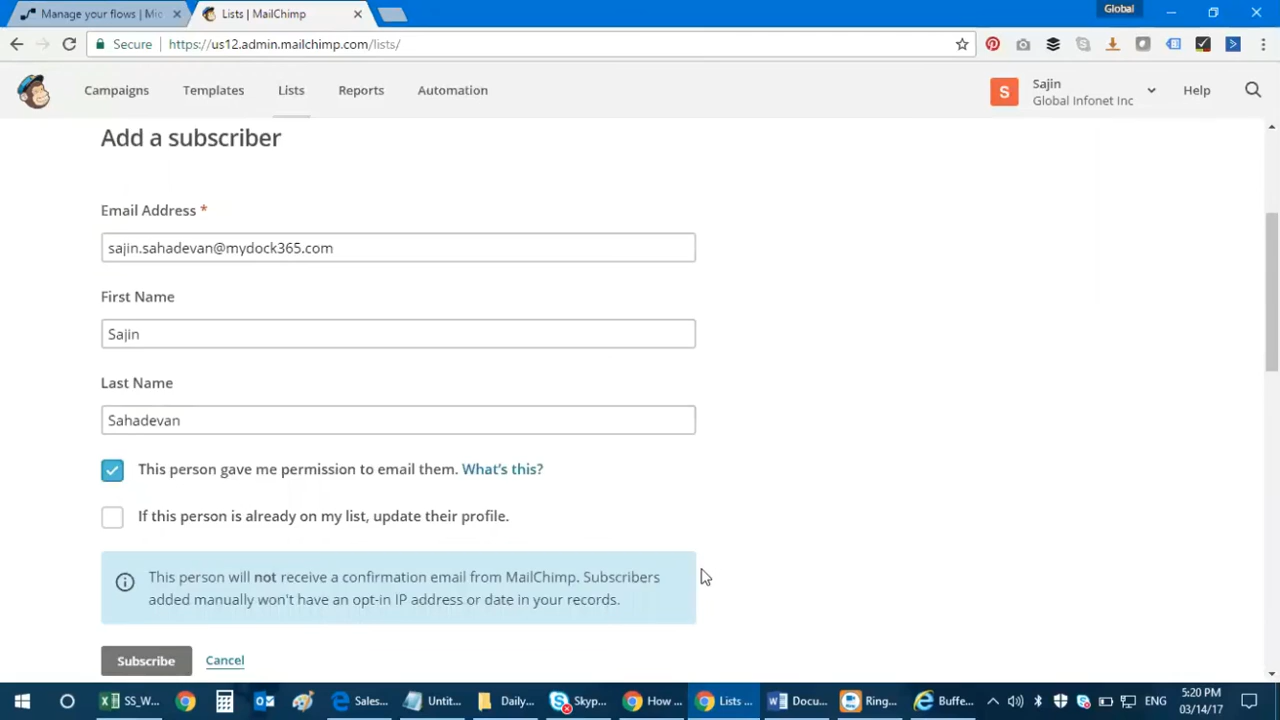 Manage your flows | Mic
Lists | MailChimp
Global
Secure
https://us12.admin.mailchimp.com/lists/
Campaigns
Templates
Lists
Reports
Automation
S
Sajin
Global Infonet Inc
Help
Add a subscriber
Email Address *
sajin.sahadevan@mydock365.com
First Name
Sajin
Last Name
Sahadevan
This person gave me permission to email them. What's this?
If this person is already on my list, update their profile.
This person will not receive a confirmation email from MailChimp. Subscribers
added manually won't have an opt-in IP address or date in your records.
Subscribe
Cancel
SS_W...
Sales...
Untit...
Daily...
Skyp...
How ...
Lists ...
Docu...
Ring...
Buffe...
ENG
5:20 PM
03/14/17